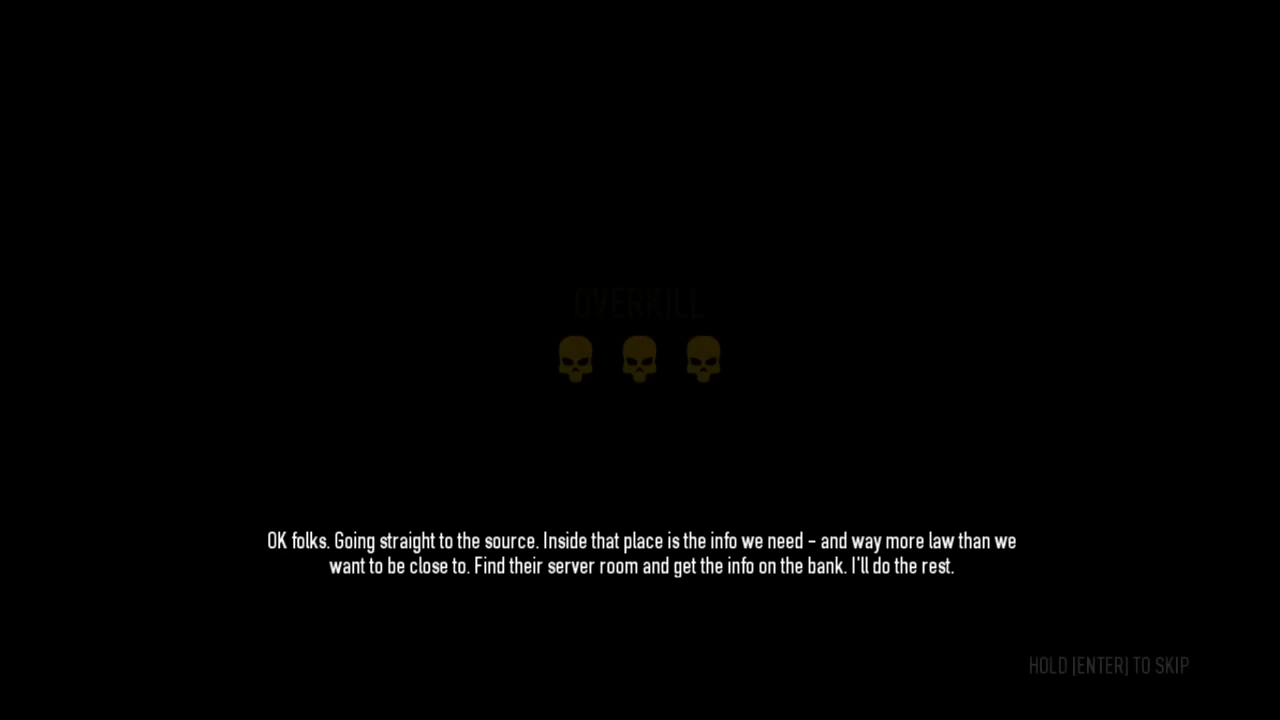 OVERKILL
OK folks. Going straight to the source. Inside that place is the info we need - and way more law than we
want to be close to. Find their server room and get the info on the bank. I'll do the rest.
HOLD [ENTER] TO SKIP